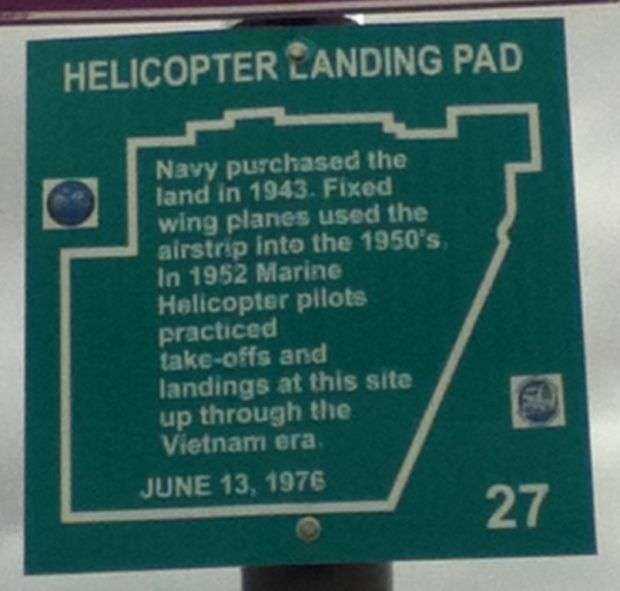 HELICOPTER LANDING PAD
Navy purchased the
land in 1943. Fixed
wing planes used the
airstrip into the 1950's.
In 1952 Marine
Helicopter pilots
practiced
take-offs and
landings at this site
up through the
Vietnam era.
JUNE 13, 1976
27